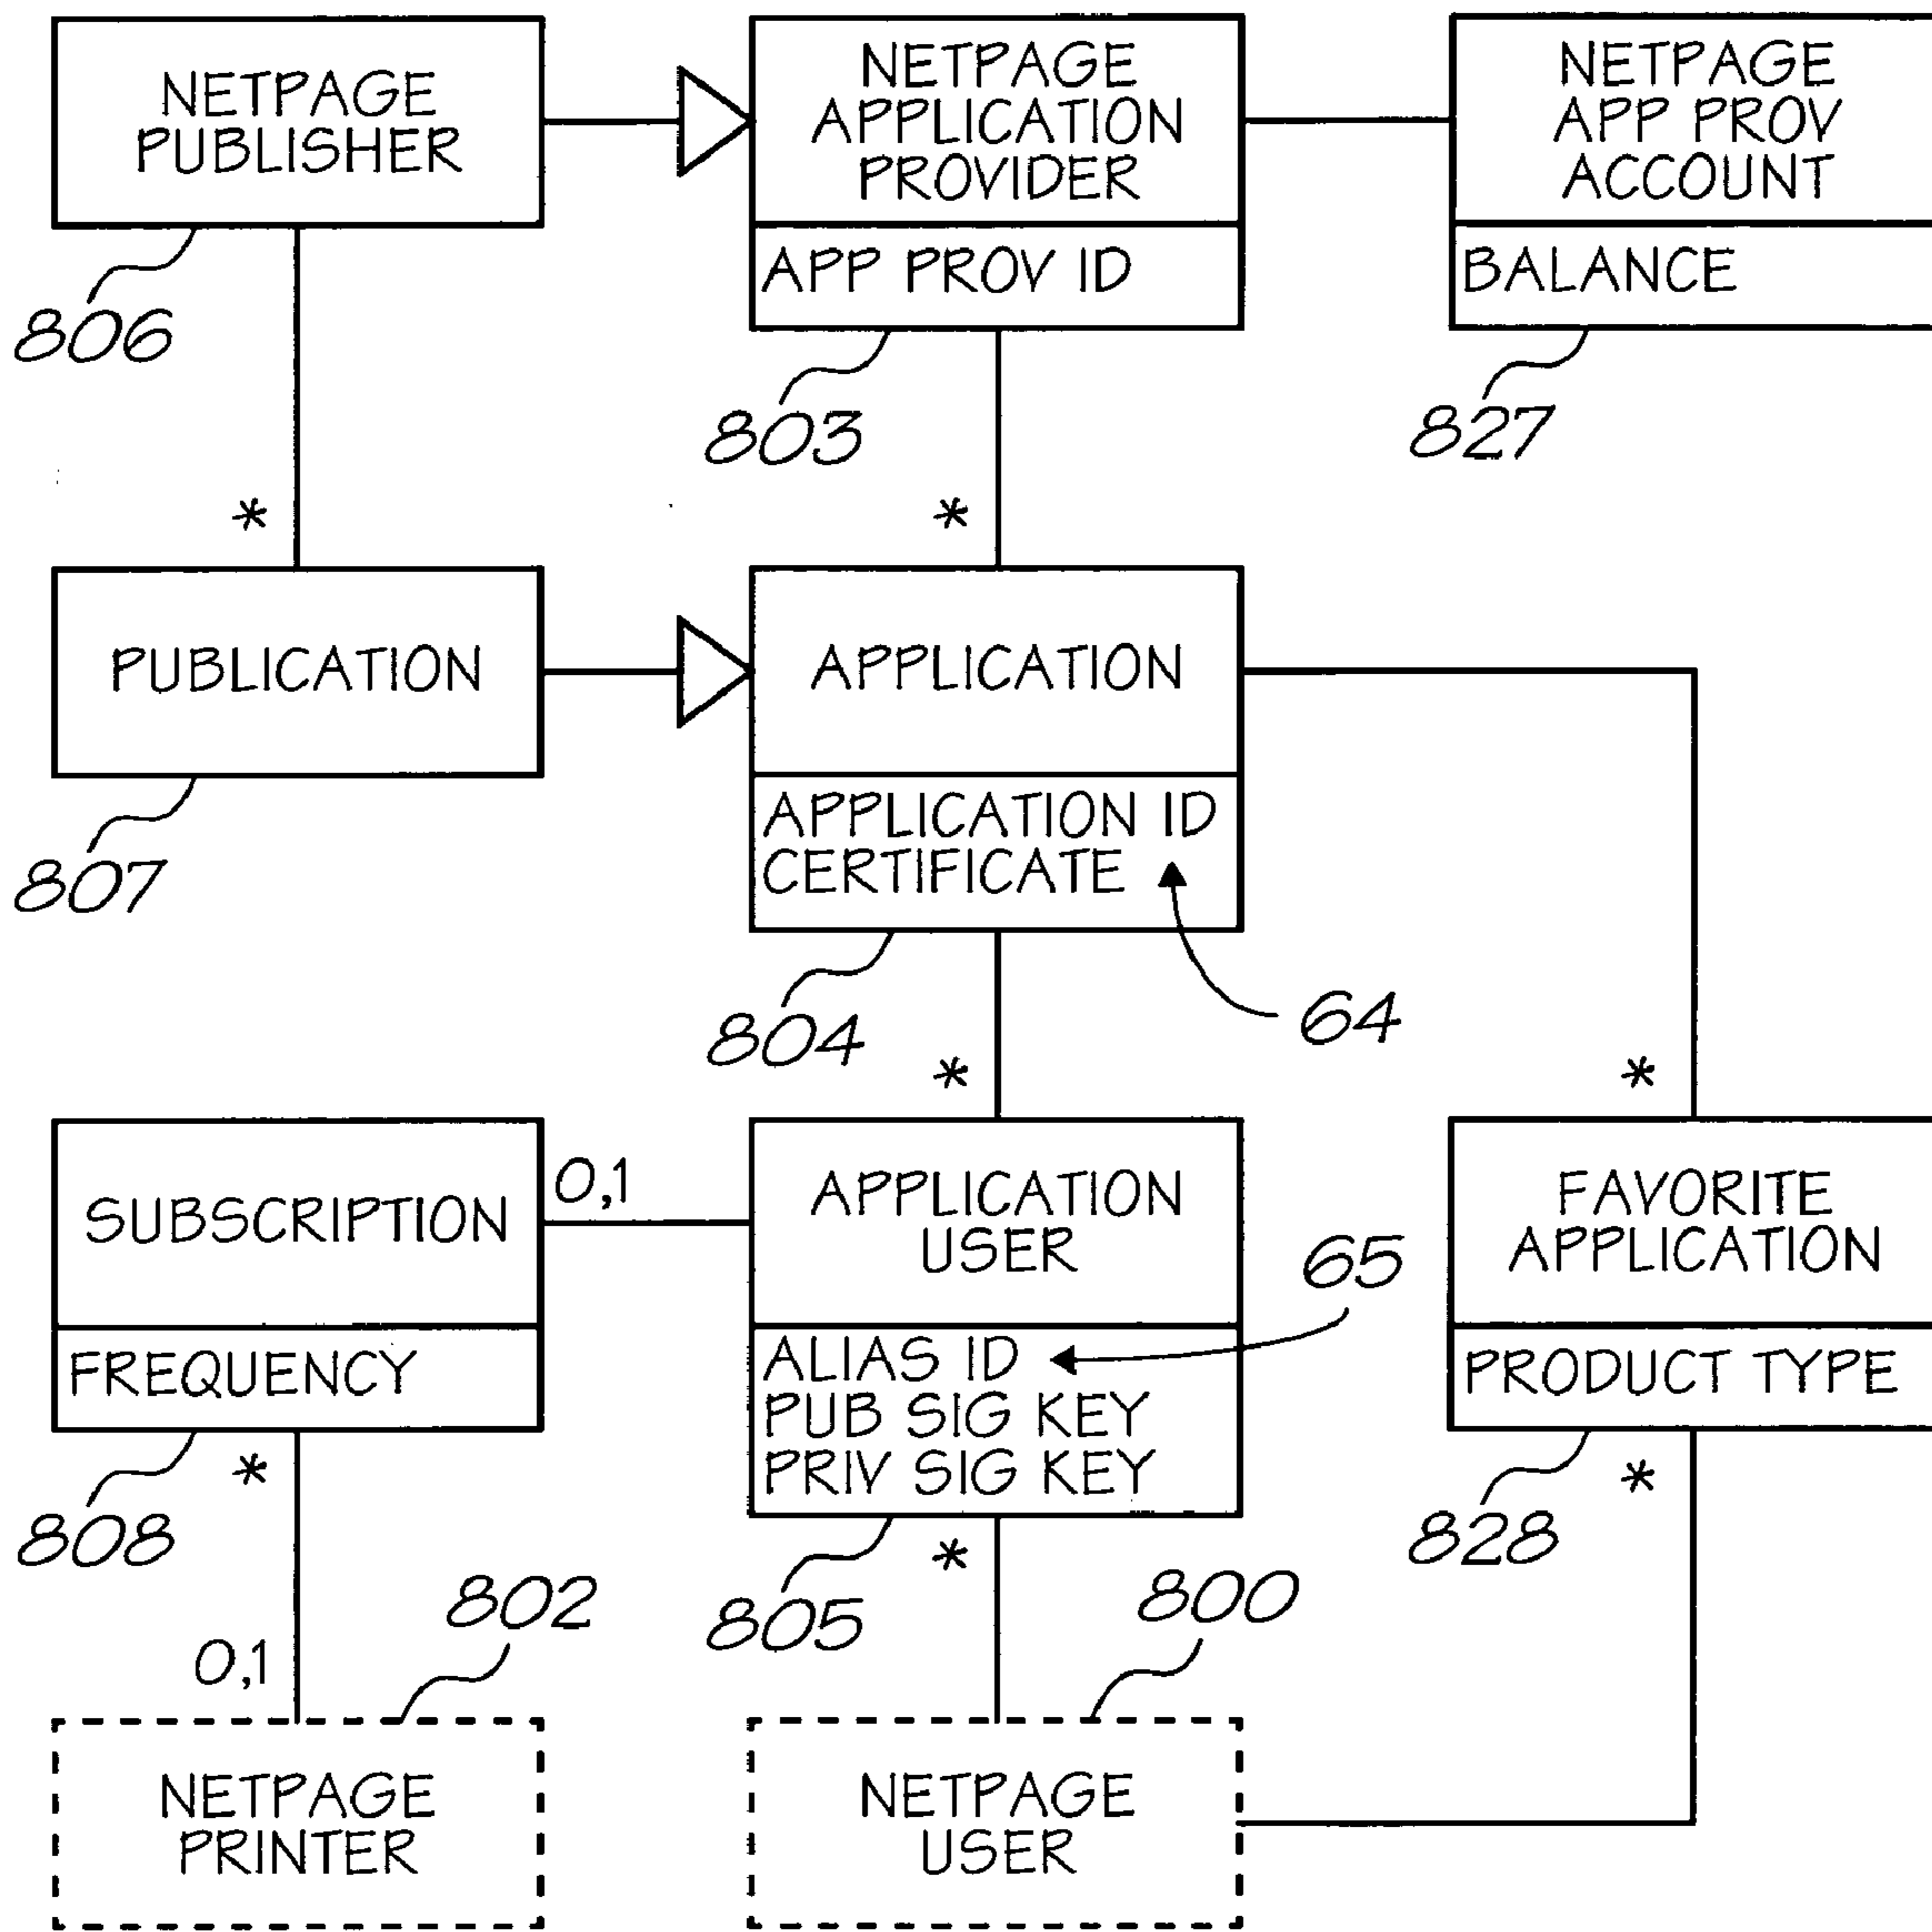 NETPAGE
PUBLISHER
NETPAGE
APPLICATION
PROVIDER
APP PROV ID
NETPAGE
APP PROV
ACCOUNT
BALANCE
806
803
827
*
*
PUBLICATION
APPLICATION
APPLICATION ID
CERTIFICATE
807
804
64
*
*
SUBSCRIPTION
FREQUENCY
0,1
APPLICATION
USER
ALIAS ID
PUB SIG KEY
PRIV SIG KEY
65
FAVORITE
APPLICATION
PRODUCT TYPE
808
*
805
*
828
*
802
800
0,1
NETPAGE
PRINTER
NETPAGE
USER